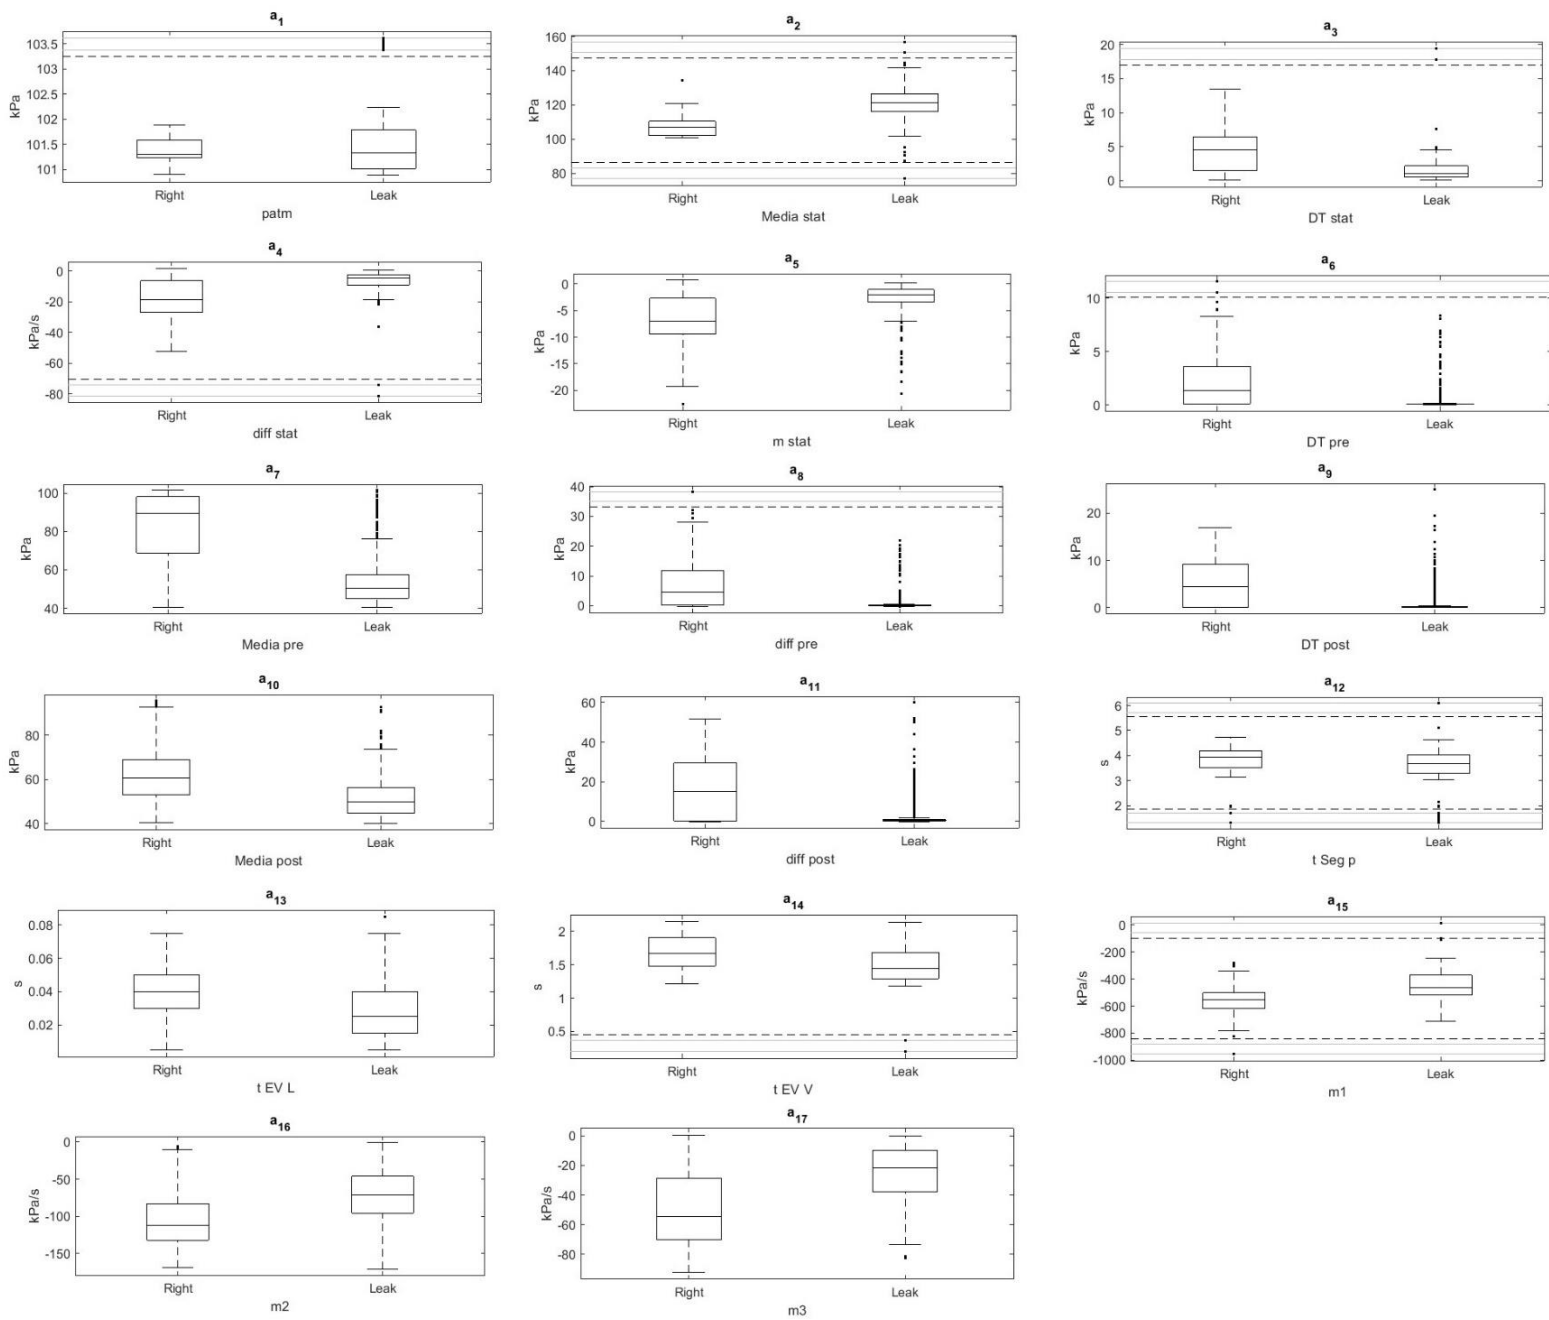 a1
kPa
103.5
103
102.5
102
101.5
101
Right Leak
patm
a2
kPa
160
140
120
100
80
Right Leak
Media stat
a3
kPa
20
15
10
5
0
Right Leak
DT stat
a4
kPa/s
0
-20
-40
-60
-80
Right Leak
diff stat
a5
kPa
0
-5
-10
-15
-20
Right Leak
m stat
a6
kPa
10
5
0
Right Leak
DT pre
a7
kPa
100
80
60
40
Right Leak
Media pre
a8
kPa
40
30
20
10
0
Right Leak
diff pre
a9
kPa
20
10
0
Right Leak
DT post
a10
kPa
80
60
40
Right Leak
Media post
a11
kPa
60
40
20
0
Right Leak
diff post
a12
s
6
5
4
3
2
Right Leak
t Seg p
a13
s
0.08
0.06
0.04
0.02
Right Leak
t EV L
a14
s
2
1.5
1
0.5
Right Leak
t EV V
a15
kPa/s
0
-200
-400
-600
-800
-1000
Right Leak
m1
a16
kPa/s
0
-50
-100
-150
Right Leak
m2
a17
kPa/s
0
-20
-40
-60
-80
Right Leak
m3